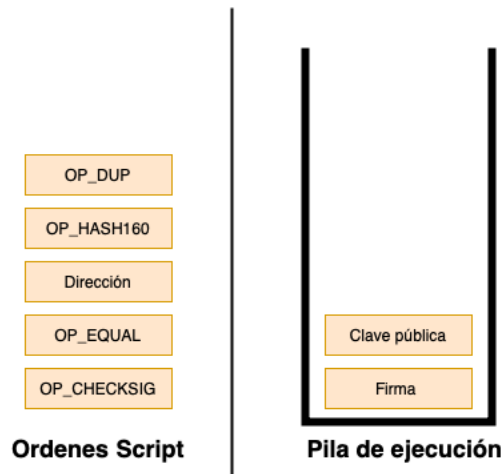 OP_DUP
OP_HASH160
Dirección
OP_EQUAL
OP_CHECKSIG
Ordenes Script
Clave pública
Firma
Pila de ejecución